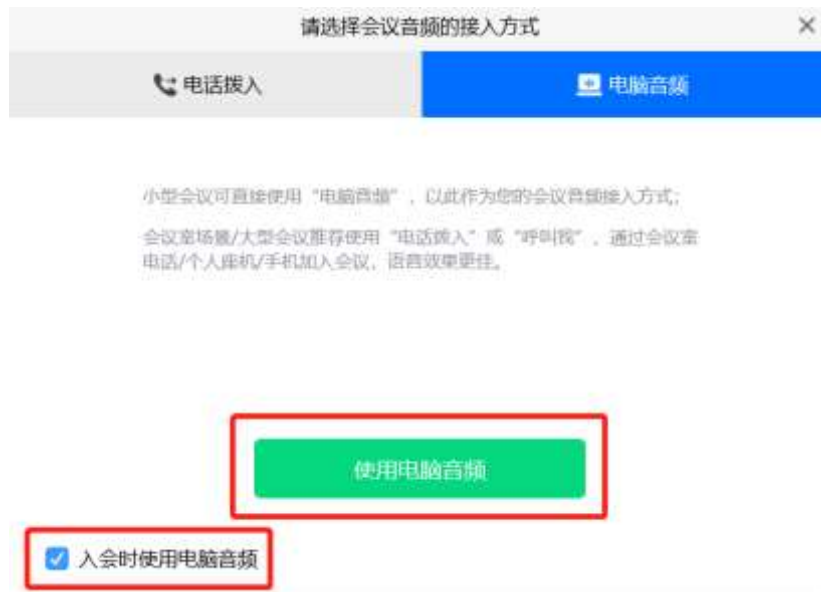 请选择会议音频的接入方式
电话拨入
电脑音频
小型会议可直接使用“电脑音频”，以此作为您的会议音频接入方式;
会议室场景/大型会议推荐使用“电话拨入”或“呼叫我”，通过会议室
电话/个人座机/手机加入会议，语音效果更佳。
使用电脑音频
入会时使用电脑音频